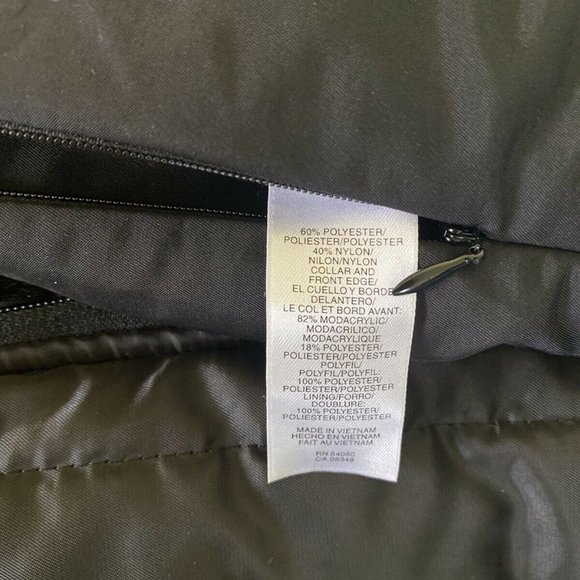 60% POLYESTER/
POLIESTER/POLYESTER
40% NYLON/
NILON/NYLON
COLLAR AND
FRONT EDGE/
EL CUELLO Y BORDE
DELANTERO/
LE COL ET BORD AVANT:
82% MODACRYLIC/
MODACRILICO/
MODACRYLIQUE
18% POLYESTER/
POLIESTER/POLYESTER
POLYFIL/
POLYFIL/POLYFIL:
100% POLYESTER/
POLIESTER/POLYESTER
LINING/FORRO/
DOUBLURE:
100% POLYESTER/
POLIESTER/POLYESTER
MADE IN VIETNAM
HECHO EN VIETNAM
FAIT AU VIETNAM
RN 54050
CA 08348